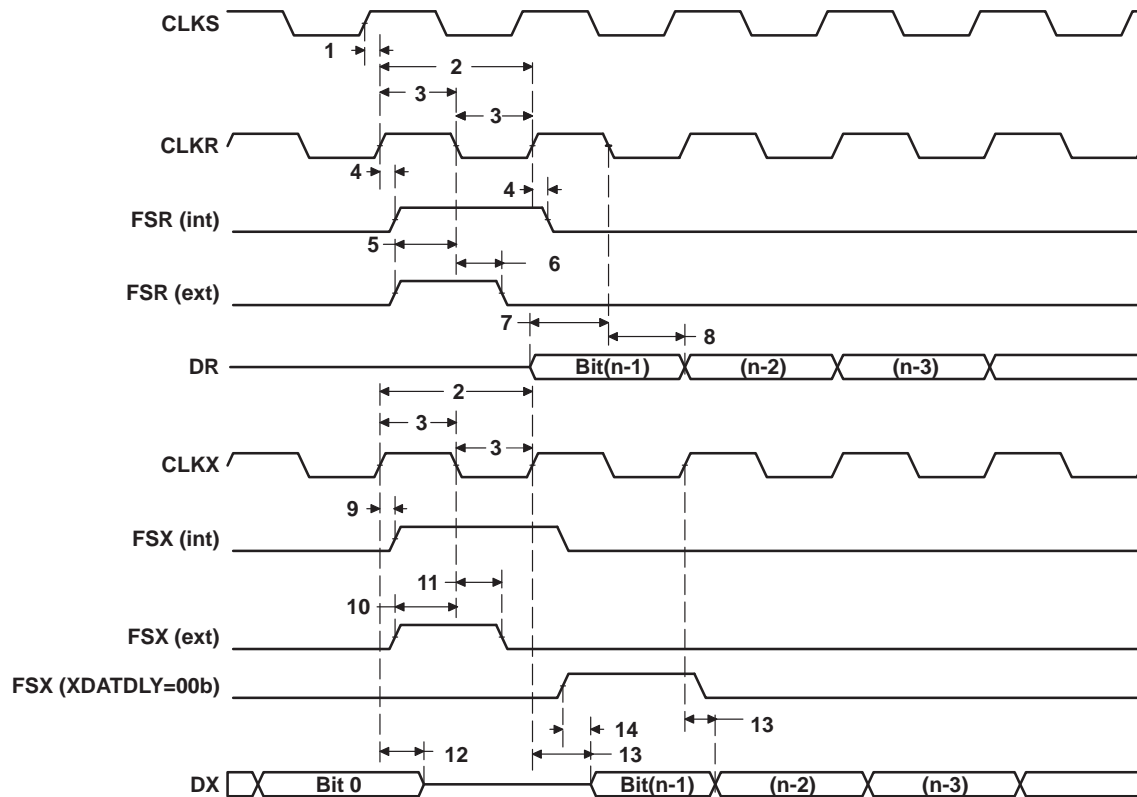 CLKS
1
2
3
3
CLKR
4
4
FSR (int)
5
6
FSR (ext)
7
8
DR
Bit(n-1)
(n-2)
(n-3)
2
3
3
CLKX
9
FSX (int)
11
10
FSX (ext)
FSX (XDATDLY=00b)
14
13
12
13
DX
Bit 0
Bit(n-1)
(n-2)
(n-3)